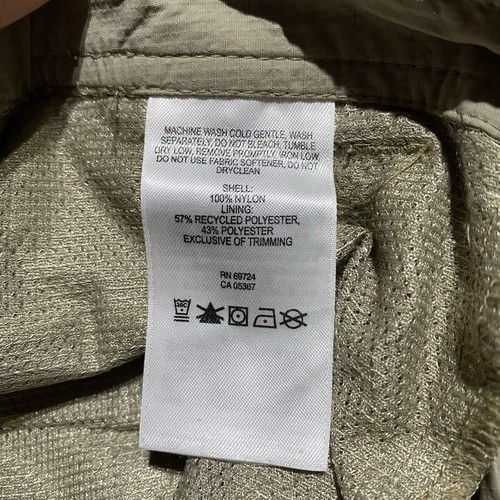 MACHINE WASH COLD GENTLE, WASH
SEPARATELY, DO NOT BLEACH, TUMBLE
DRY LOW, REMOVE PROMPTLY, IRON LOW,
DO NOT USE FABRIC SOFTENER, DO NOT
DRYCLEAN
SHELL:
100% NYLON
LINING:
57% RECYCLED POLYESTER,
43% POLYESTER
EXCLUSIVE OF TRIMMING
RN 69724
CA 05367
30C